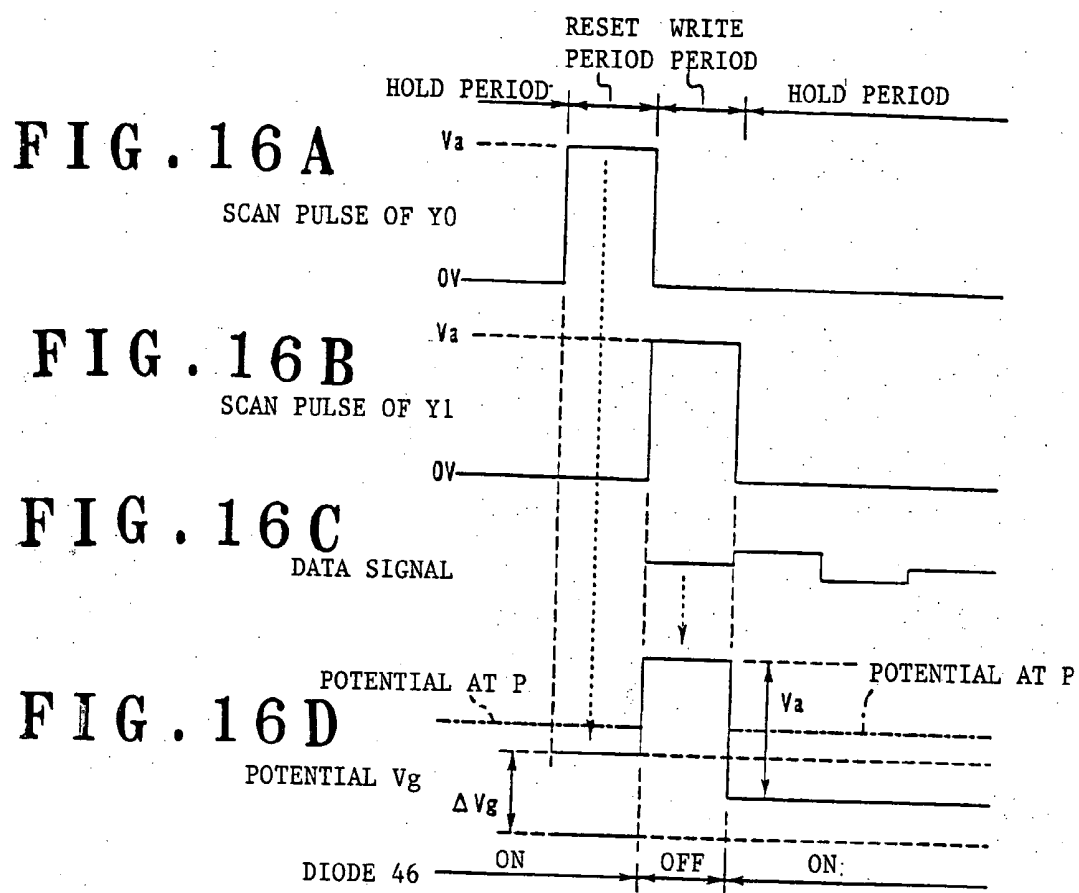 RESET WRITE
PERIOD PERIOD
HOLD PERIOD HOLD PERIOD
FIG.16A
Va
SCAN PULSE OF Y0
0V
FIG.16B
Va
SCAN PULSE OF Y1
0V
FIG.16C
DATA SIGNAL
POTENTIAL AT P
POTENTIAL AT P
Va
FIG.16D
POTENTIAL Vg
ΔVg
DIODE 46 ON OFF ON